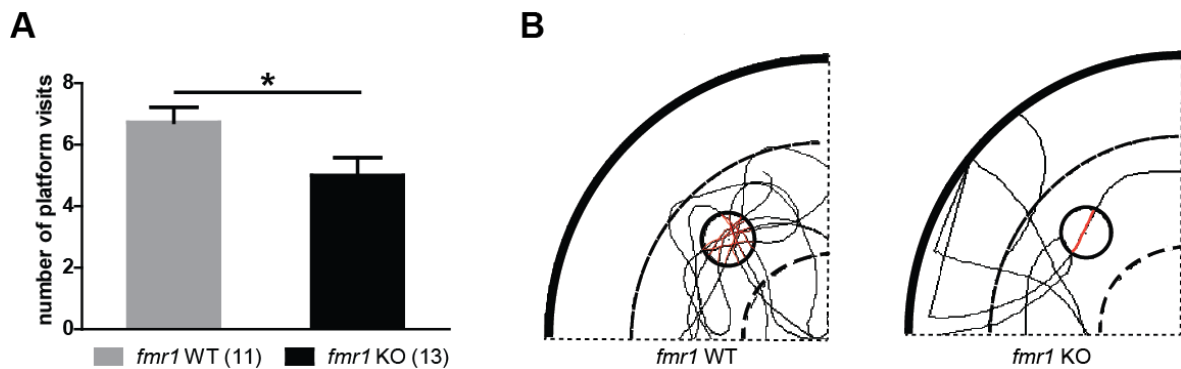 A
B
number of platform visits
8
6
4
2
0
*
fmr1 WT (11)
fmr1 KO (13)
fmr1 WT
fmr1 KO